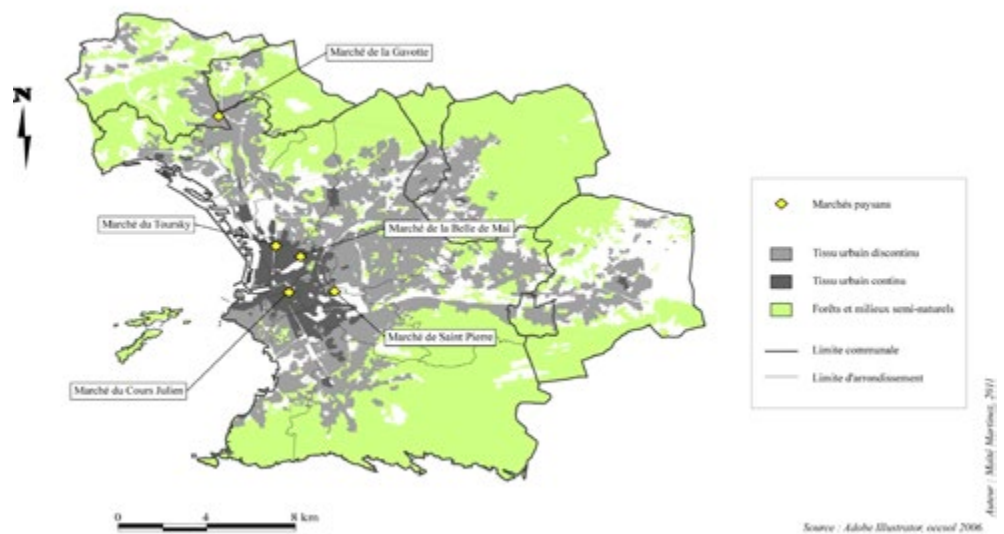 Marché de la Gavotte
N
Marché du Toursky
Marché de la Belle de Mai
Marché de Saint Pierre
Marché du Cours Julien
Marchés paysans
Tissu urbain discontinu
Tissu urbain continu
Forêts et milieux semi-naturels
Limite communale
Limite d'arrondissement
0 4 8 km
Auteur : Maïté Martinez, 2011
Source : Adobe Illustrator, occsol 2006.